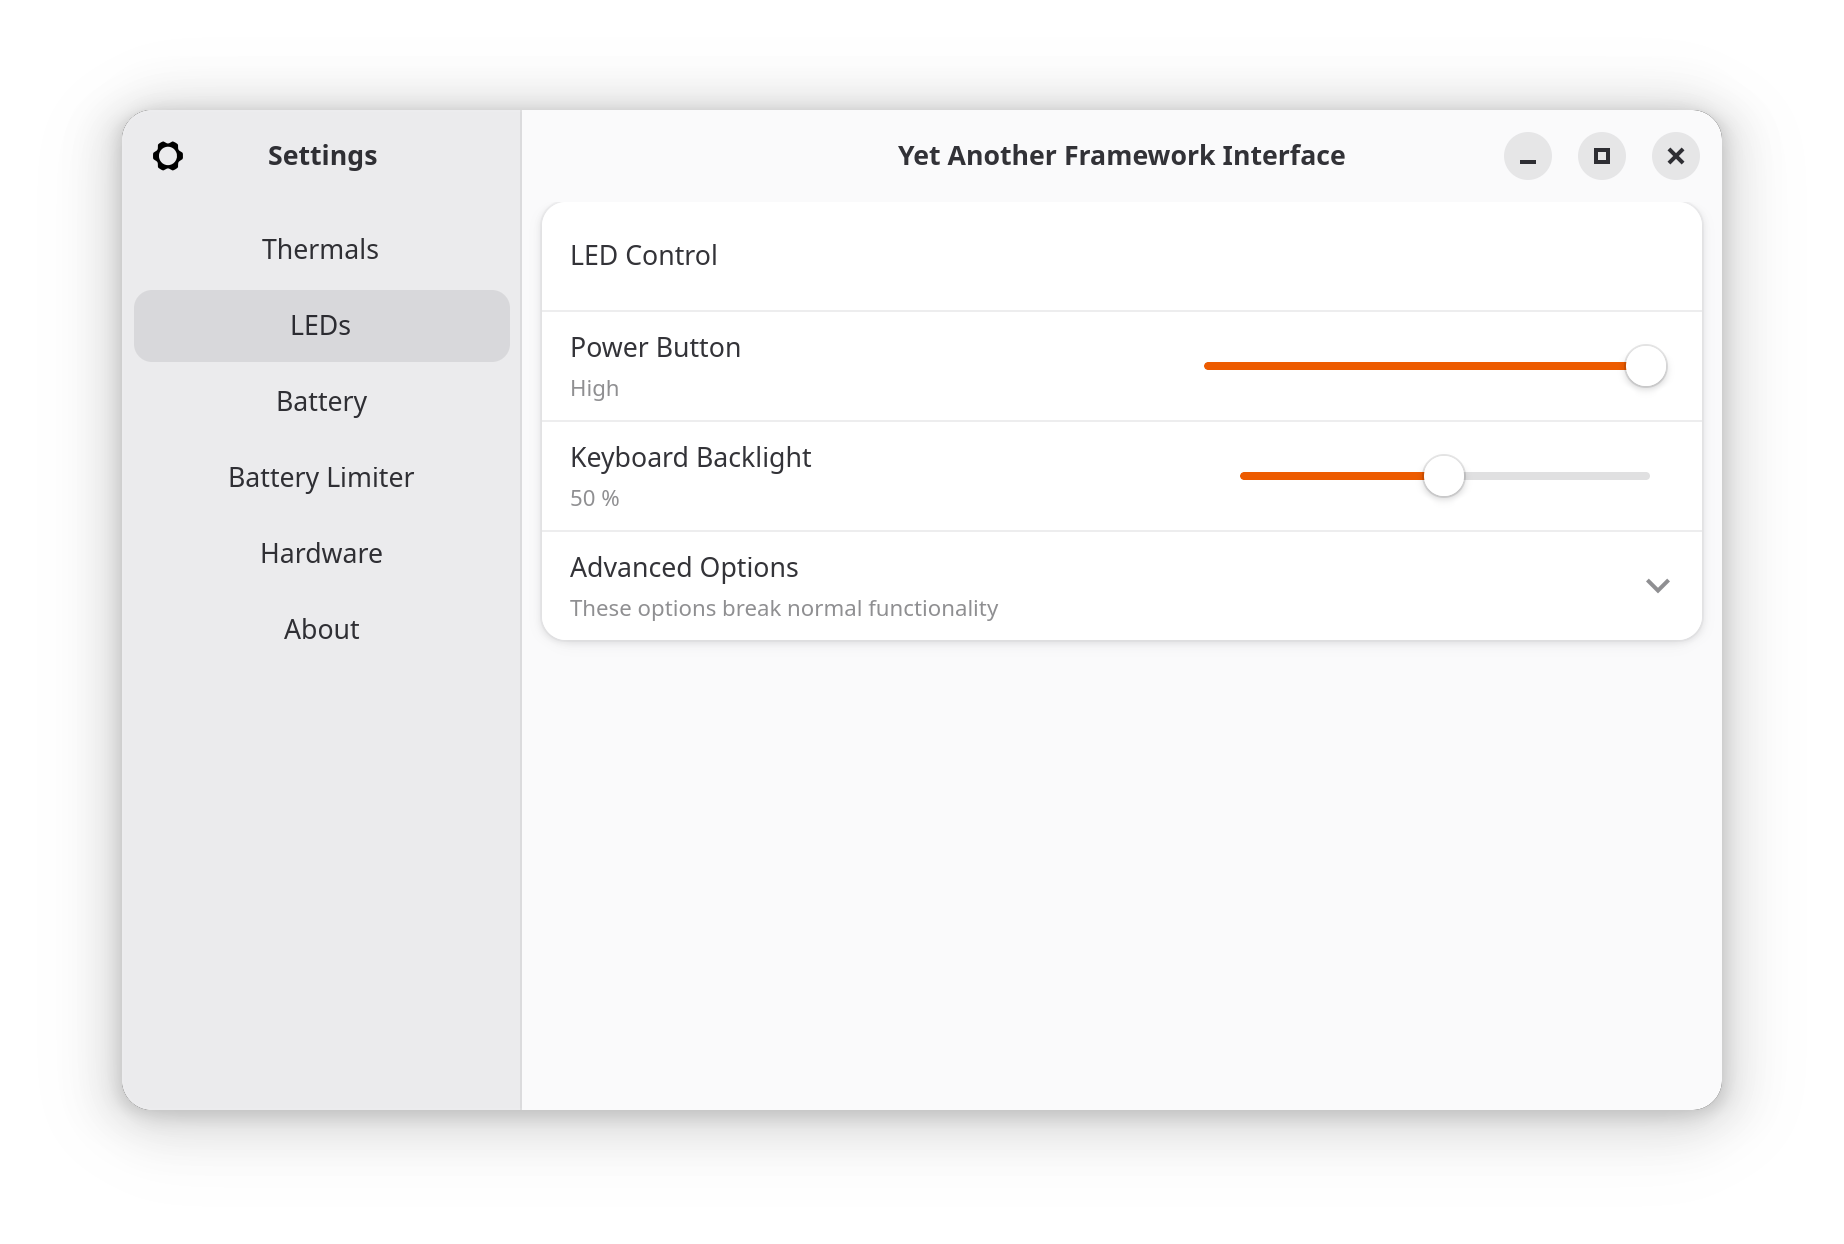 Settings
Thermals
LEDs
Battery
Battery Limiter
Hardware
About
Yet Another Framework Interface
LED Control
Power Button
High
Keyboard Backlight
50 %
Advanced Options
These options break normal functionality